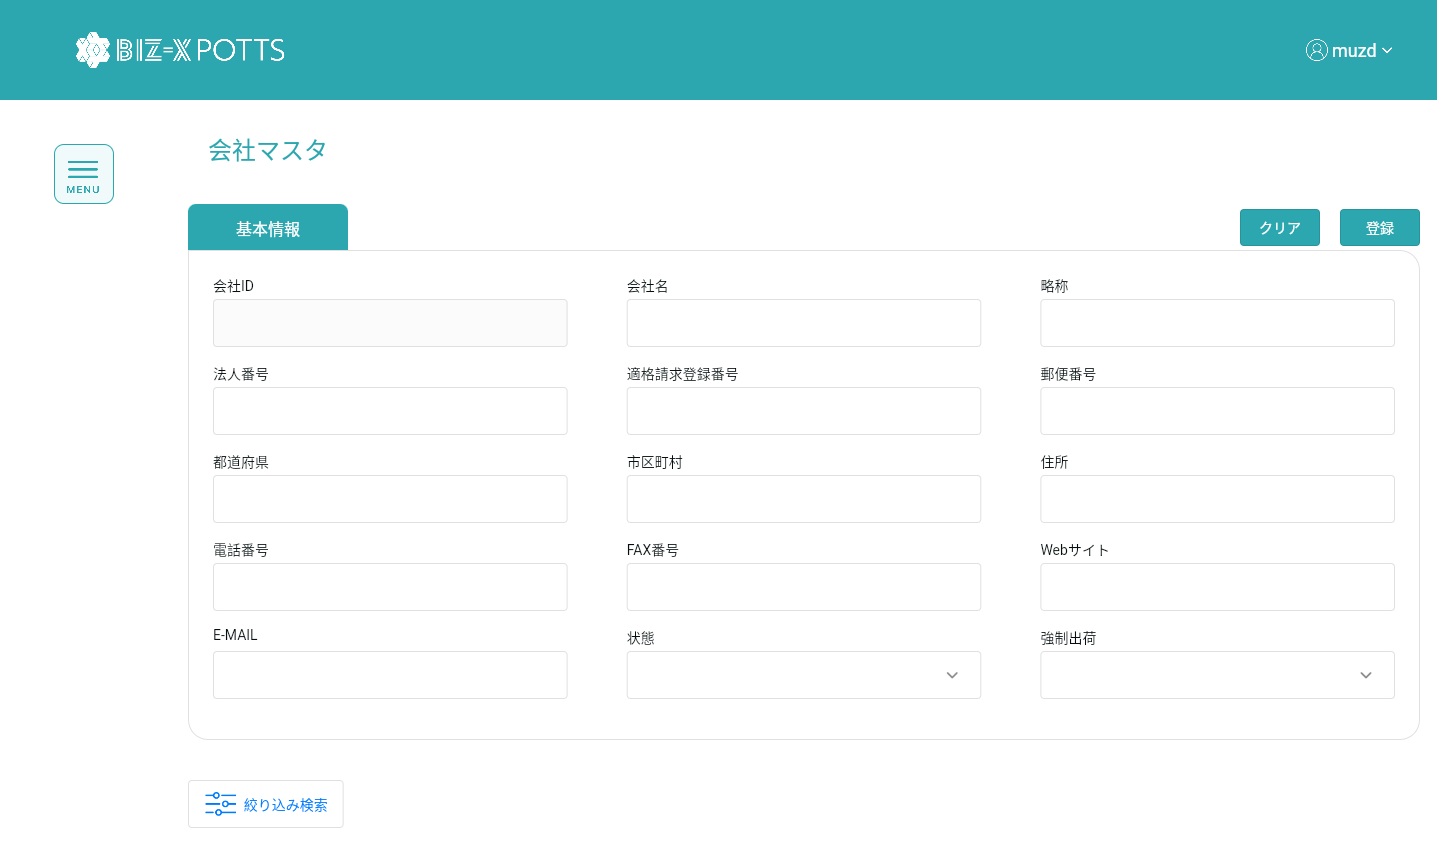 BIZ-X POTTS
muzd
MENU
会社マスタ
基本情報
クリア
登録
会社ID
会社名
略称
法人番号
適格請求登録番号
郵便番号
都道府県
市区町村
住所
電話番号
FAX番号
Webサイト
E-MAIL
状態
強制出荷
絞り込み検索